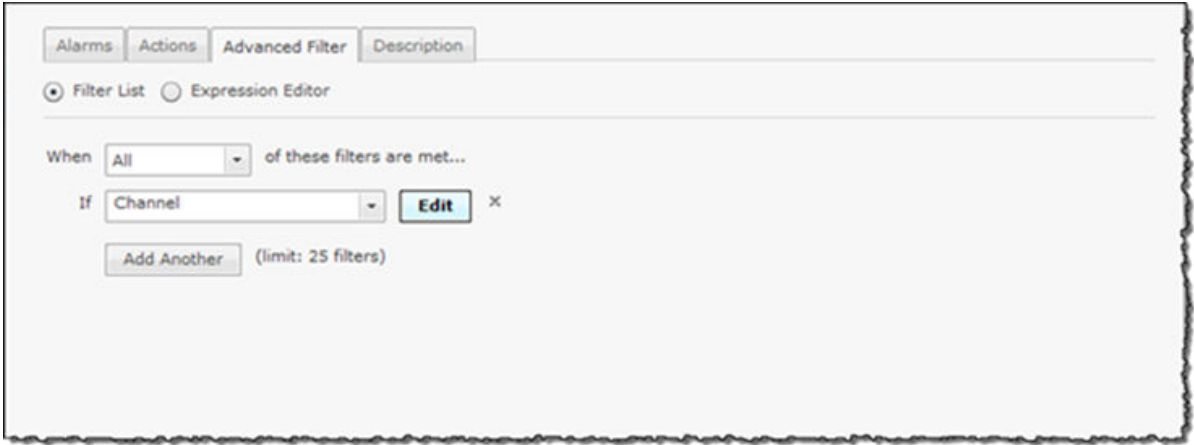 Alarms Actions Advanced Filter Description
Filter List Expression Editor
When All of these filters are met...
If Channel Edit ×
Add Another (limit: 25 filters)